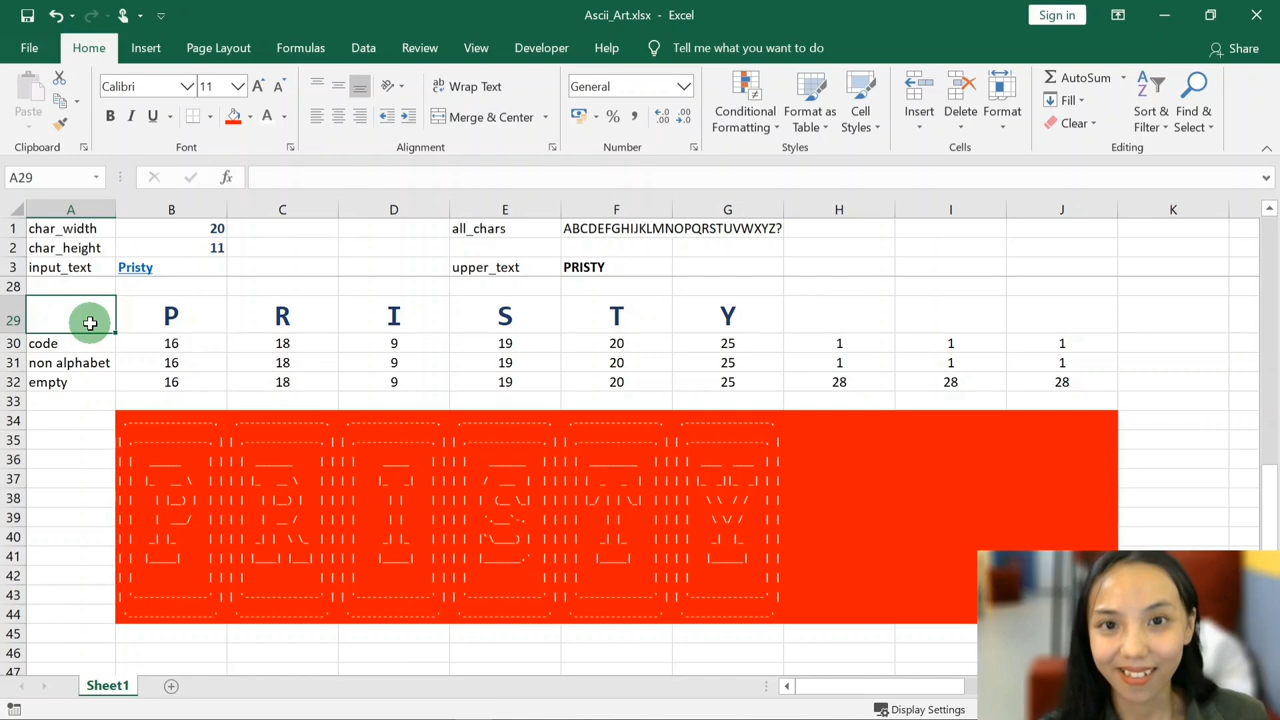 Ascii_Art.xlsx - Excel
Sign in
File Home Insert Page Layout Formulas Data Review View Developer Help Tell me what you want to do Share
Paste
Calibri 11
B I U A
Wrap Text
Merge & Center
General
Conditional Formatting
Format as Table
Cell Styles
Insert
Delete
Format
AutoSum
Fill
Clear
Sort & Filter
Find & Select
Clipboard Font Alignment Number Styles Cells Editing
A29 fx
A B C D E F G H I J K
1 char_width 20 all_chars ABCDEFGHIJKLMNOPQRSTUVWXYZ?
2 char_height 11
3 input_text Pristy upper_text PRISTY
28
29 P R I S T Y
30 code 16 18 9 19 20 25 1 1 1
31 non alphabet 16 18 9 19 20 25 1 1 1
32 empty 16 18 9 19 20 25 28 28 28
33
34
35
36
37
38
39
40
41
42
43
44
45
46
47
Sheet1
Display Settings